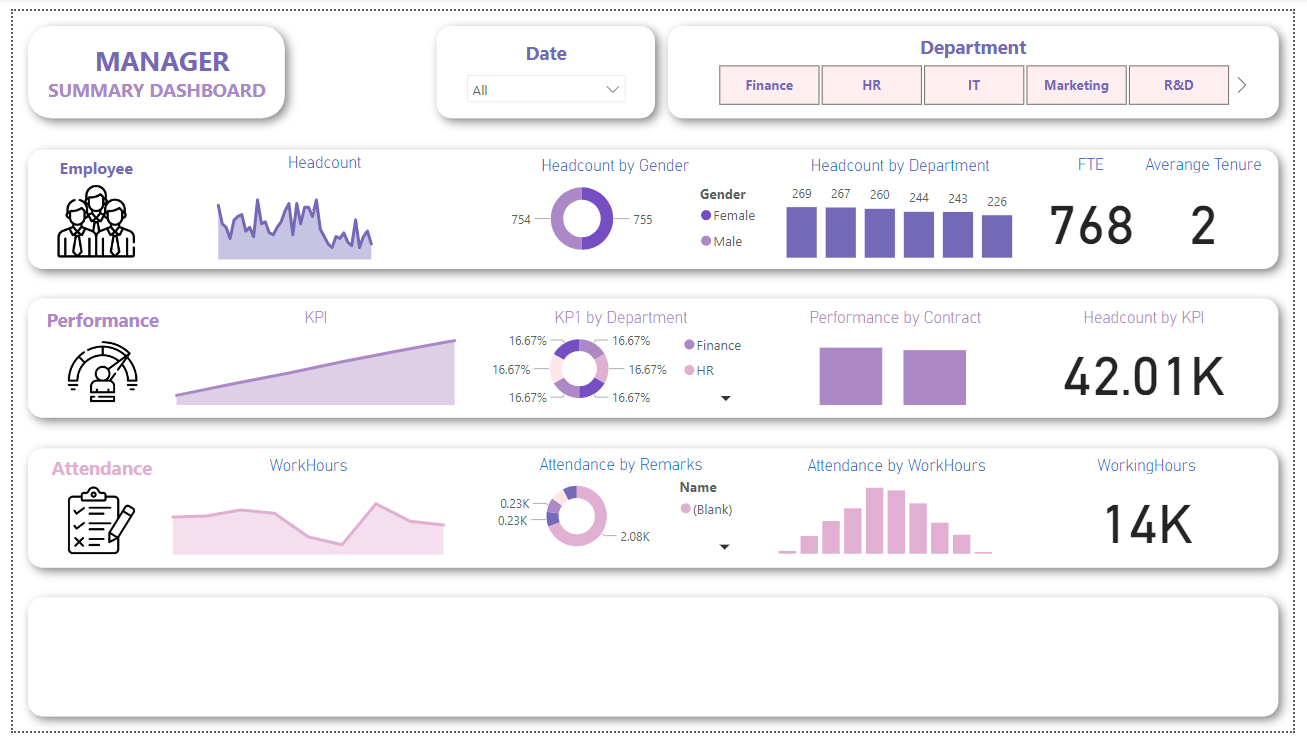 MANAGER
SUMMARY DASHBOARD
Date
All
Department
Finance
HR
IT
Marketing
R&D
Employee
Headcount
Headcount by Gender
754
755
Gender
Female
Male
Headcount by Department
269
267
260
244
243
226
FTE
768
Averange Tenure
2
Performance
KPI
KP1 by Department
16.67%
16.67%
16.67%
16.67%
16.67%
16.67%
Finance
HR
Performance by Contract
Headcount by KPI
42.01K
Attendance
WorkHours
Attendance by Remarks
0.23K
0.23K
2.08K
Name
(Blank)
Attendance by WorkHours
WorkingHours
14K